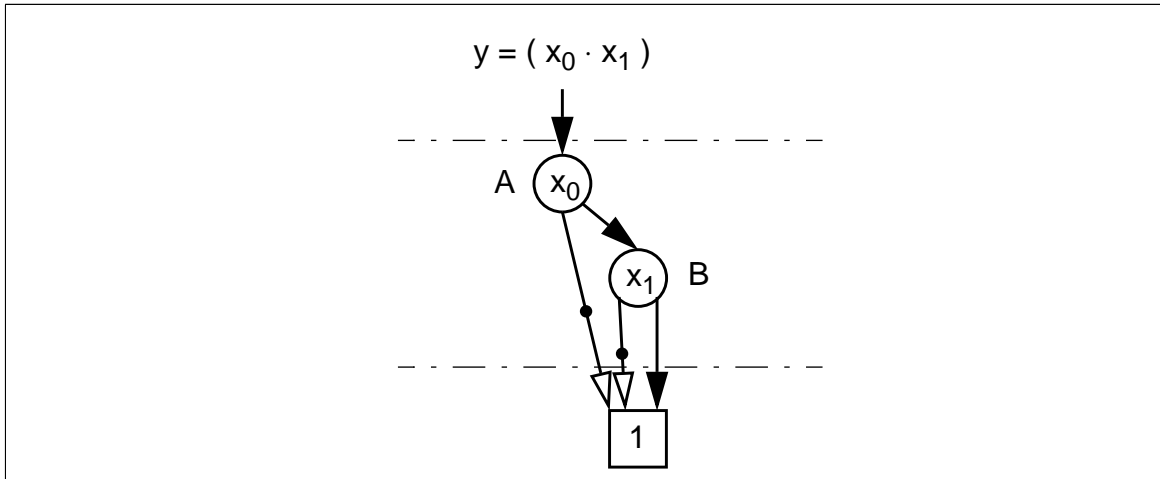 y = ( x₀ · x₁ )
A
x₀
x₁
B
1